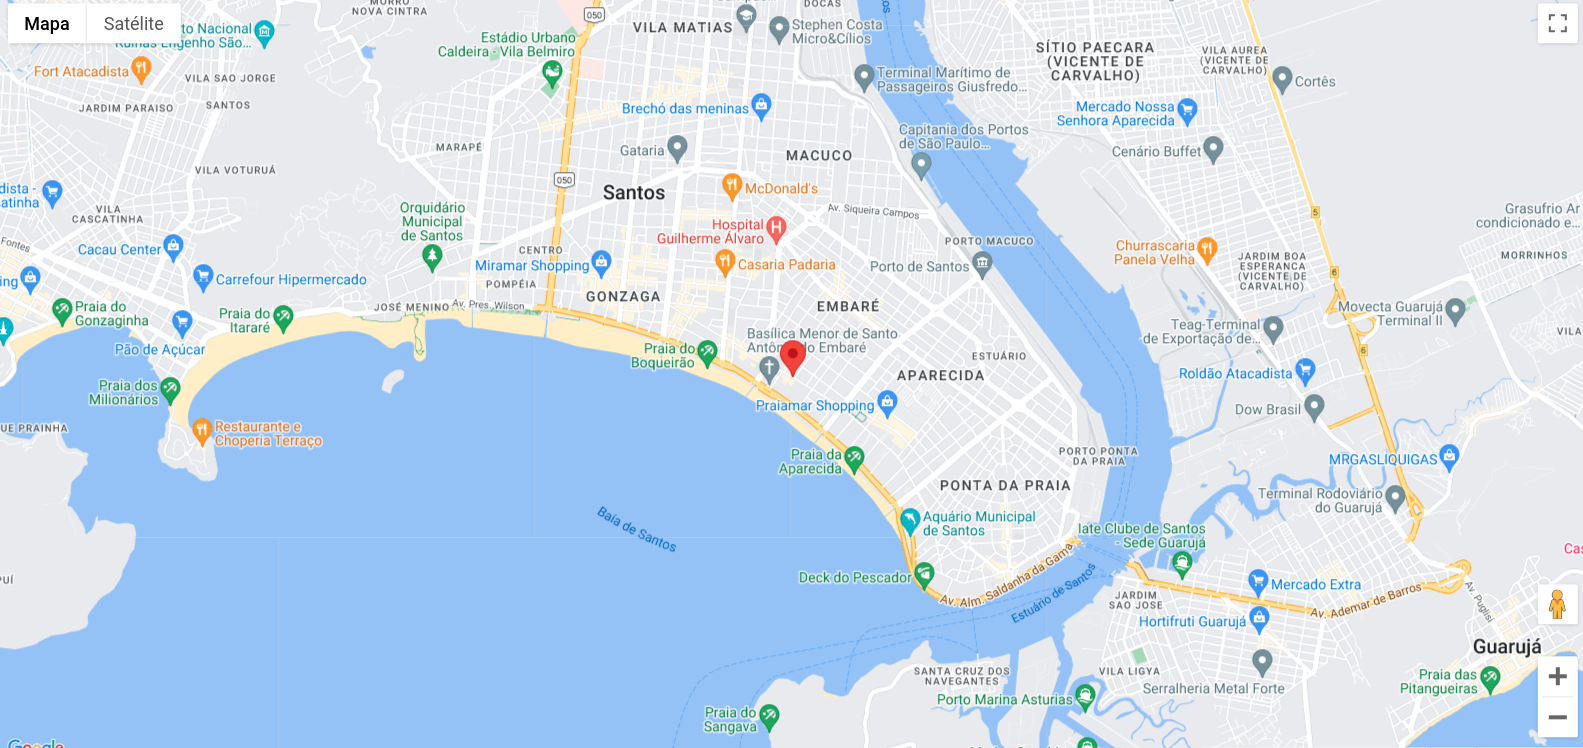 Mapa
Satélite
NOVA CINTRA
to Nacional
Ruínas Engenho São...
Fort Atacadista
VILA SAO JORGE
JARDIM PARAISO
SANTOS
VILA VOTURUÁ
050
Estádio Urbano
Caldeira - Vila Belmiro
VILA MATIAS
DOCAS
Stephen Costa
Micro&Cílios
Terminal Marítimo de
Passageiros Giusfredo...
SÍTIO PAECARA
(VICENTE DE
CARVALHO)
VILA AUREA
(VICENTE DE
CARVALHO)
Cortês
Mercado Nossa
Senhora Aparecida
Cenário Buffet
Brechó das meninas
Capitania dos Portos
de São Paulo...
MARAPÉ
Gataria
MACUCO
050
Santos
McDonald's
Av. Siqueira Campos
5
Grasufrio Ar
condicionado e...
dista -
catinha
VILA
CASCATINHA
Fontes
Cacau Center
Orquidário
Municipal
de Santos
CENTRO
Hospital
Guilherme Álvaro
PORTO MACUCO
Churrascaria
Panela Velha
JARDIM BOA
ESPERANCA
(VICENTE DE
CARVALHO)
MORRINHOS
ing
Carrefour Hipermercado
Miramar Shopping
POMPÉIA
Casaria Padaria
Porto de Santos
6
Praia do
Gonzaginha
Praia do
Itararé
JOSÉ MENINO
Av. Pres. Wilson
GONZAGA
EMBARÉ
Movecta Guarujá
Terminal II
Teag-Terminal
de Exportação de...
VILA
6
Pão de Açúcar
Basílica Menor de Santo
Antônio do Embaré
Praia do
Boqueirão
ESTUÁRIO
APARECIDA
Roldão Atacadista
Praia dos
Milionários
Praiamar Shopping
Dow Brasil
QUE PRAINHA
Restaurante e
Choperia Terraço
Praia da
Aparecida
PORTO PONTA
DA PRAIA
MRGASLIQUIGAS
PONTA DA PRAIA
Terminal Rodoviário
do Guarujá
Baía de Santos
Aquário Municipal
de Santos
Iate Clube de Santos
- Sede Guarujá
Cas
PUÍ
Deck do Pescador
Av. Alm. Saldanha da Gama
Estuário de Santos
JARDIM
SAO JOSE
Mercado Extra
Av. Ademar de Barros
Av. Puglisi
Hortifruti Guarujá
Guarujá
SANTA CRUZ DOS
NAVEGANTES
VILA LIGYA
Serralheria Metal Forte
Praia das
Pitangueiras
Porto Marina Asturias
Praia do
Sangava
Google